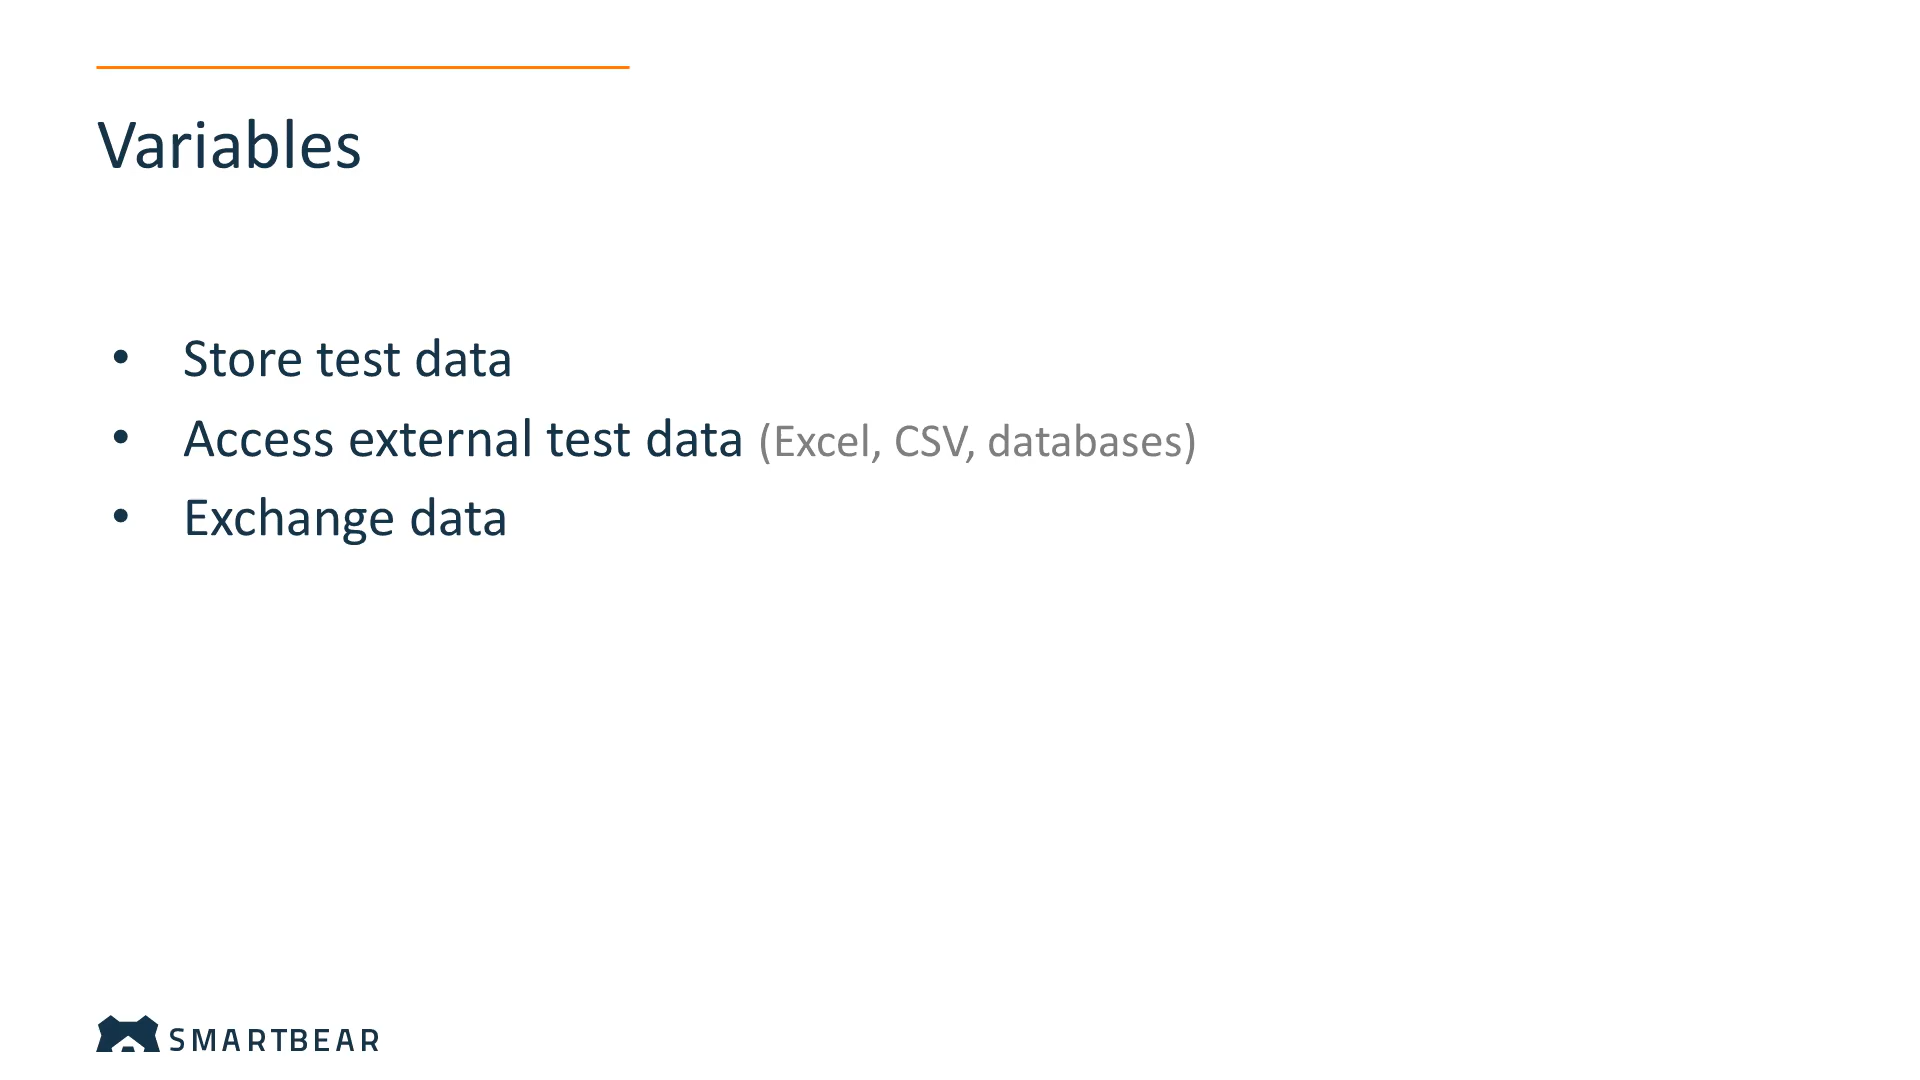 Variables
• Store test data
• Access external test data (Excel, CSV, databases)
• Exchange data
SMARTBEAR